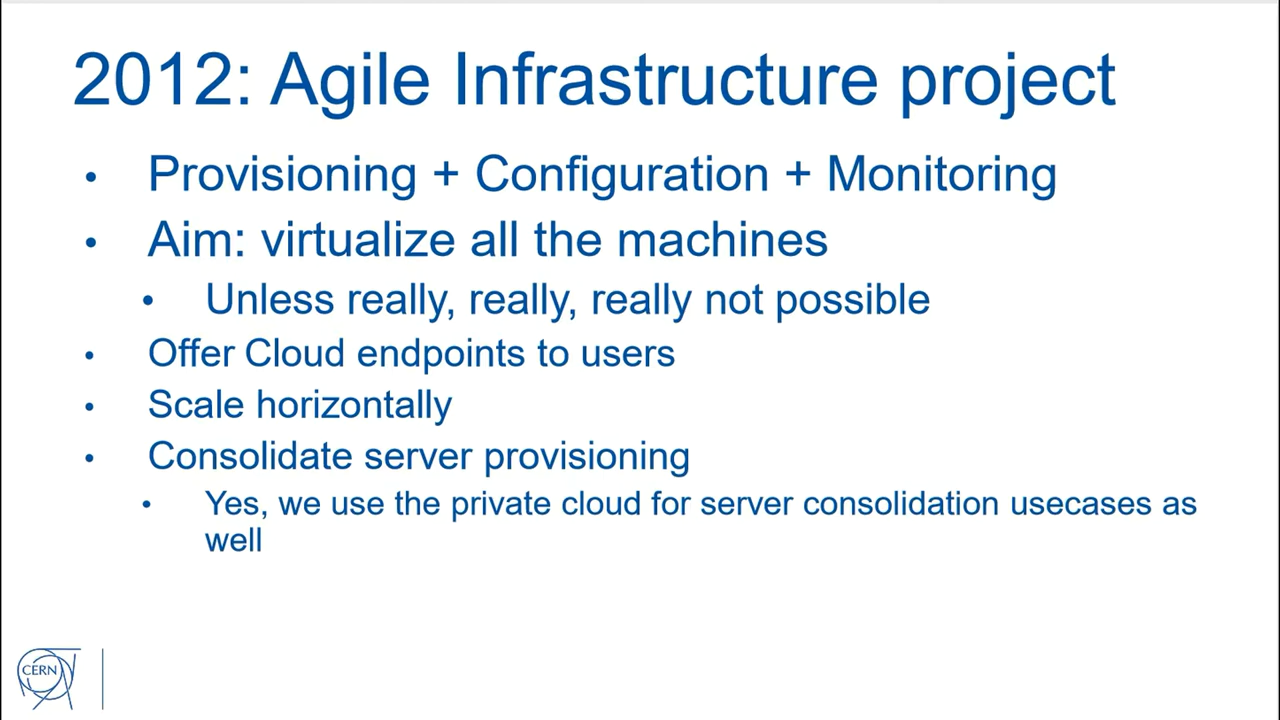 2012: Agile Infrastructure project
• Provisioning + Configuration + Monitoring
• Aim: virtualize all the machines
• Unless really, really, really not possible
• Offer Cloud endpoints to users
• Scale horizontally
• Consolidate server provisioning
• Yes, we use the private cloud for server consolidation usecases as
well
CERN